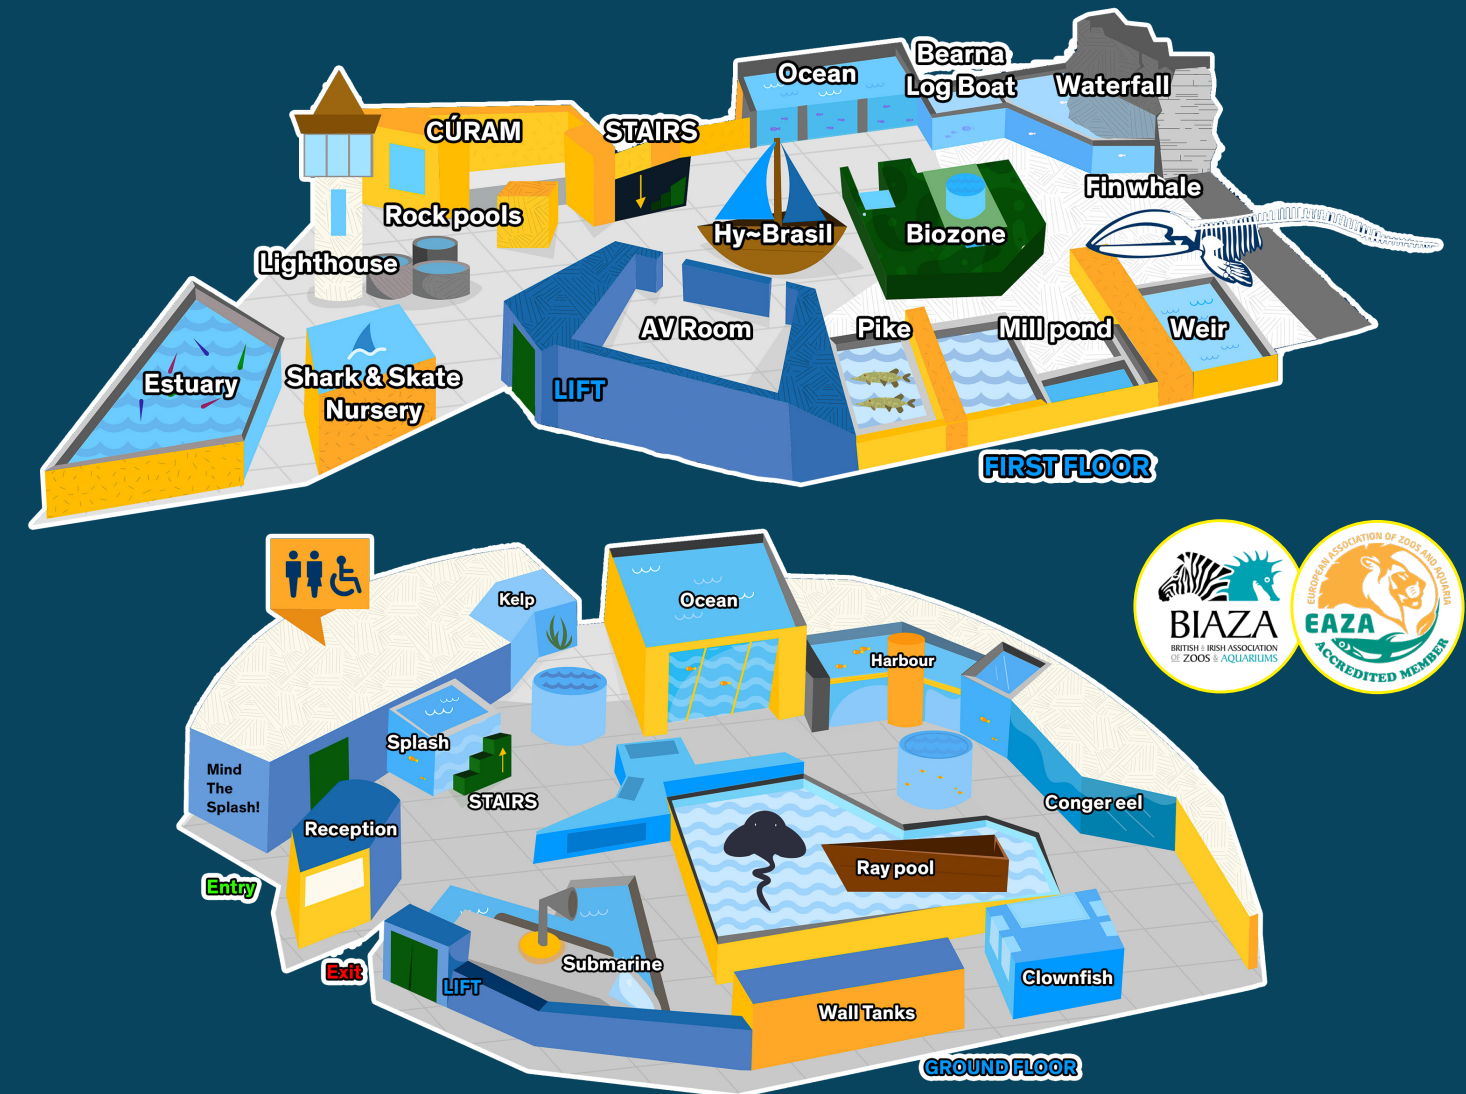 Ocean
Bearna
Log Boat
Waterfall
CÚRAM
STAIRS
Fin whale
Rock pools
Hy~Brasil
Biozone
Lighthouse
AV Room
Pike
Mill pond
Weir
Estuary
Shark & Skate
Nursery
LIFT
FIRST FLOOR
BIAZA
BRITISH & IRISH ASSOCIATION
OF ZOOS & AQUARIUMS
EUROPEAN ASSOCIATION OF ZOOS AND AQUARIA
EAZA
ACCREDITED MEMBER
Kelp
Ocean
Harbour
Splash
Mind
The
Splash!
STAIRS
Conger eel
Reception
Ray pool
Entry
Exit
Submarine
LIFT
Clownfish
Wall Tanks
GROUND FLOOR